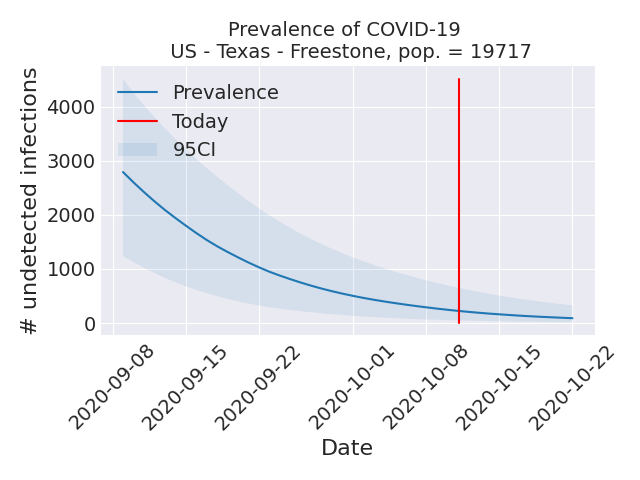 Prevalence of COVID-19
US - Texas - Freestone, pop. = 19717
# undetected infections
4000
3000
2000
1000
0
Prevalence
Today
95CI
2020-09-08
2020-09-15
2020-09-22
2020-10-01
2020-10-08
2020-10-15
2020-10-22
Date